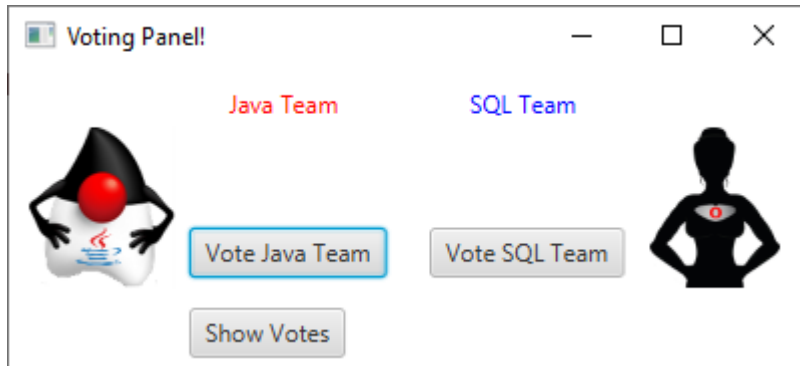 Voting Panel!
Java Team
SQL Team
O
Vote Java Team
Vote SQL Team
Show Votes